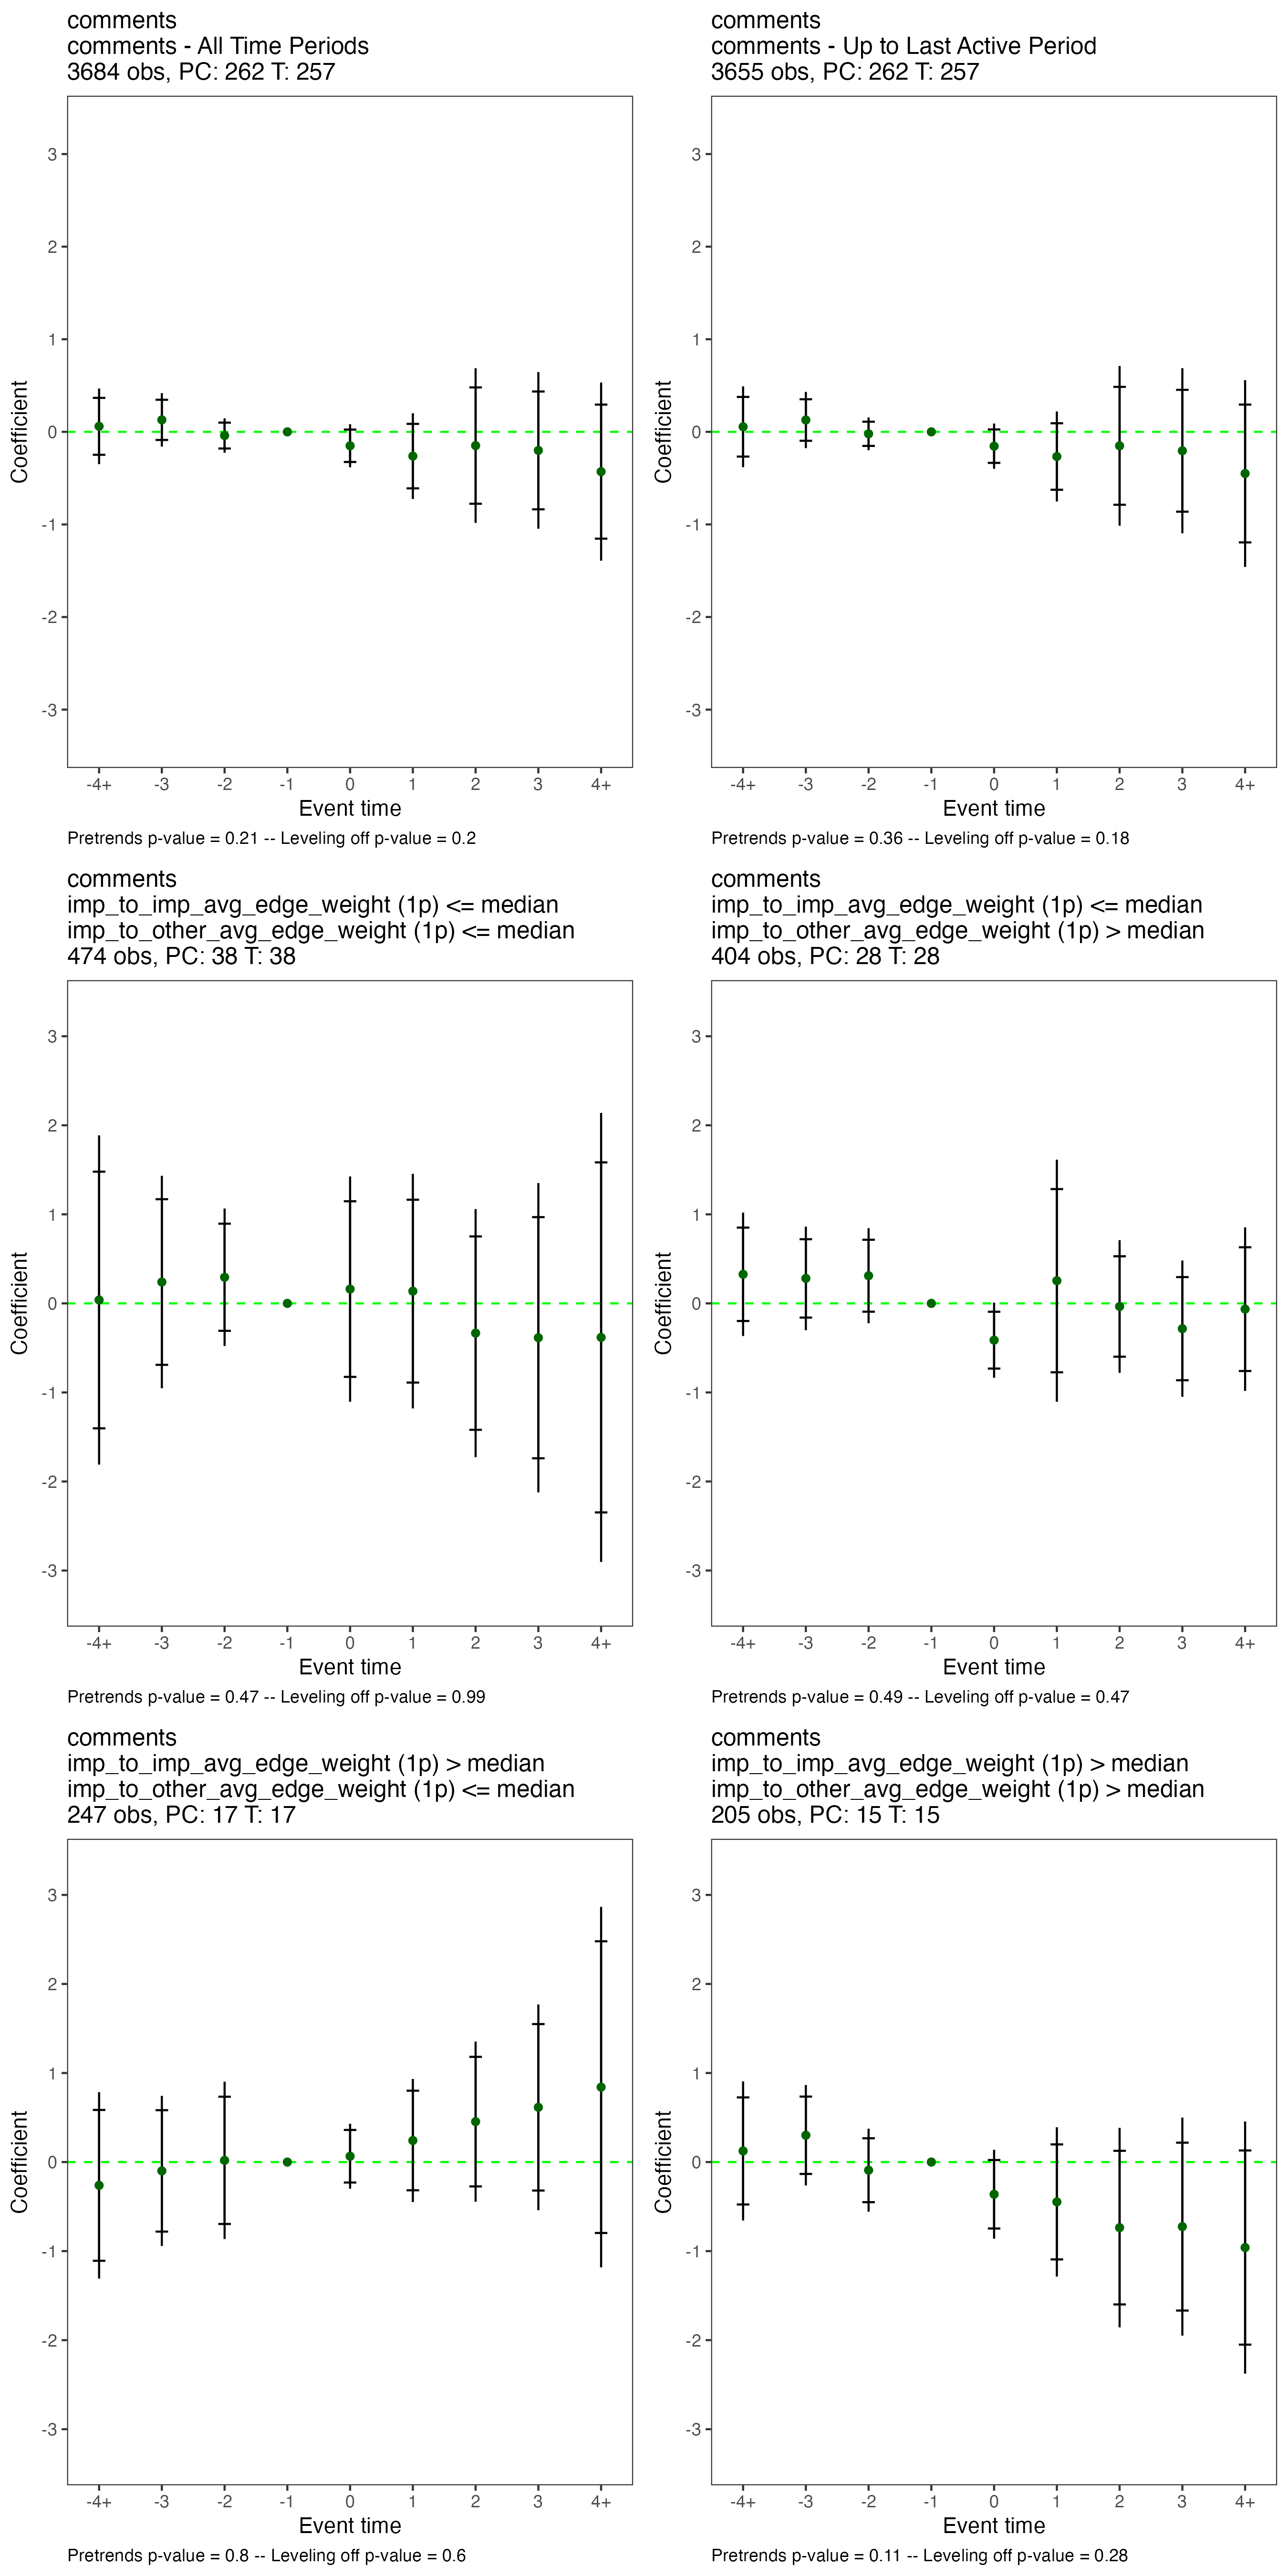 comments
comments - All Time Periods
3684 obs, PC: 262 T: 257
Coefficient
3
2
1
0
-1
-2
-3
-4+ -3 -2 -1 0 1 2 3 4+
Event time
Pretrends p-value = 0.21 -- Leveling off p-value = 0.2
comments
comments - Up to Last Active Period
3655 obs, PC: 262 T: 257
Coefficient
3
2
1
0
-1
-2
-3
-4+ -3 -2 -1 0 1 2 3 4+
Event time
Pretrends p-value = 0.36 -- Leveling off p-value = 0.18
comments
imp_to_imp_avg_edge_weight (1p) <= median
imp_to_other_avg_edge_weight (1p) <= median
474 obs, PC: 38 T: 38
Coefficient
3
2
1
0
-1
-2
-3
-4+ -3 -2 -1 0 1 2 3 4+
Event time
Pretrends p-value = 0.47 -- Leveling off p-value = 0.99
comments
imp_to_imp_avg_edge_weight (1p) <= median
imp_to_other_avg_edge_weight (1p) > median
404 obs, PC: 28 T: 28
Coefficient
3
2
1
0
-1
-2
-3
-4+ -3 -2 -1 0 1 2 3 4+
Event time
Pretrends p-value = 0.49 -- Leveling off p-value = 0.47
comments
imp_to_imp_avg_edge_weight (1p) > median
imp_to_other_avg_edge_weight (1p) <= median
247 obs, PC: 17 T: 17
Coefficient
3
2
1
0
-1
-2
-3
-4+ -3 -2 -1 0 1 2 3 4+
Event time
Pretrends p-value = 0.8 -- Leveling off p-value = 0.6
comments
imp_to_imp_avg_edge_weight (1p) > median
imp_to_other_avg_edge_weight (1p) > median
205 obs, PC: 15 T: 15
Coefficient
3
2
1
0
-1
-2
-3
-4+ -3 -2 -1 0 1 2 3 4+
Event time
Pretrends p-value = 0.11 -- Leveling off p-value = 0.28